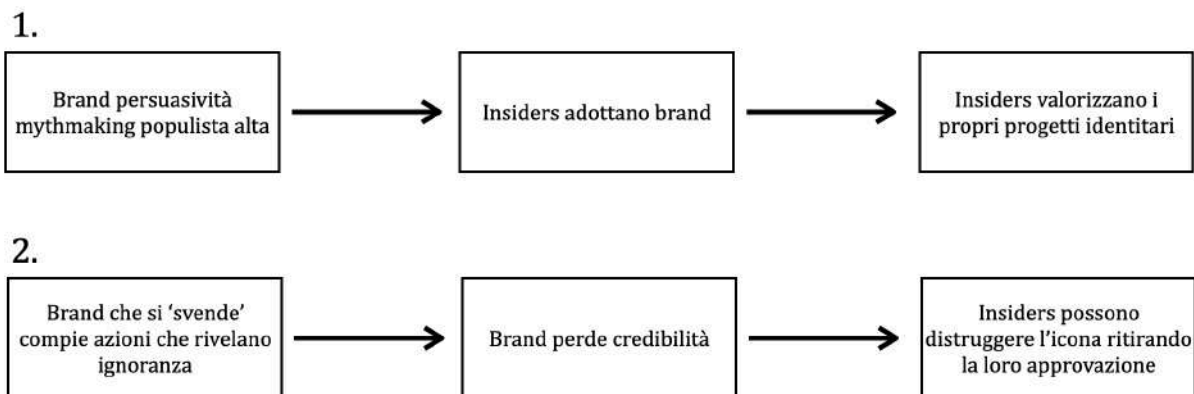 1.
Brand persuasività
mythmaking populista alta
Insiders adottano brand
Insiders valorizzano i
propri progetti identitari
2.
Brand che si ‘svende’
compie azioni che rivelano
ignoranza
Brand perde credibilità
Insiders possono
distruggere l’icona ritirando
la loro approvazione